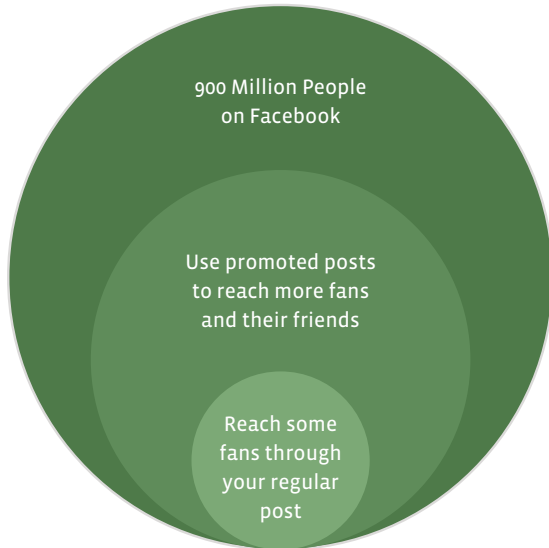 900 Million People
on Facebook
Use promoted posts
to reach more fans
and their friends
Reach some
fans through
your regular
post